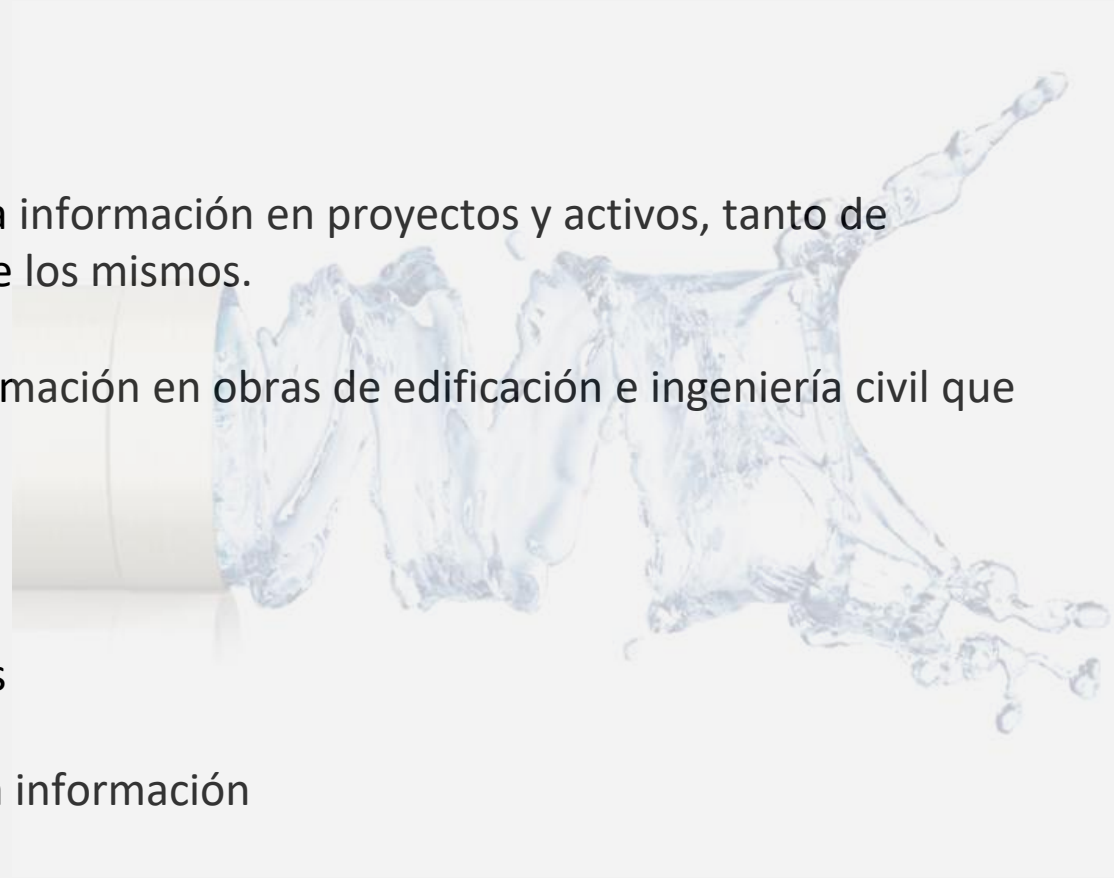 a información en proyectos y activos, tanto de
e los mismos.
mación en obras de edificación e ingeniería civil que
s
información